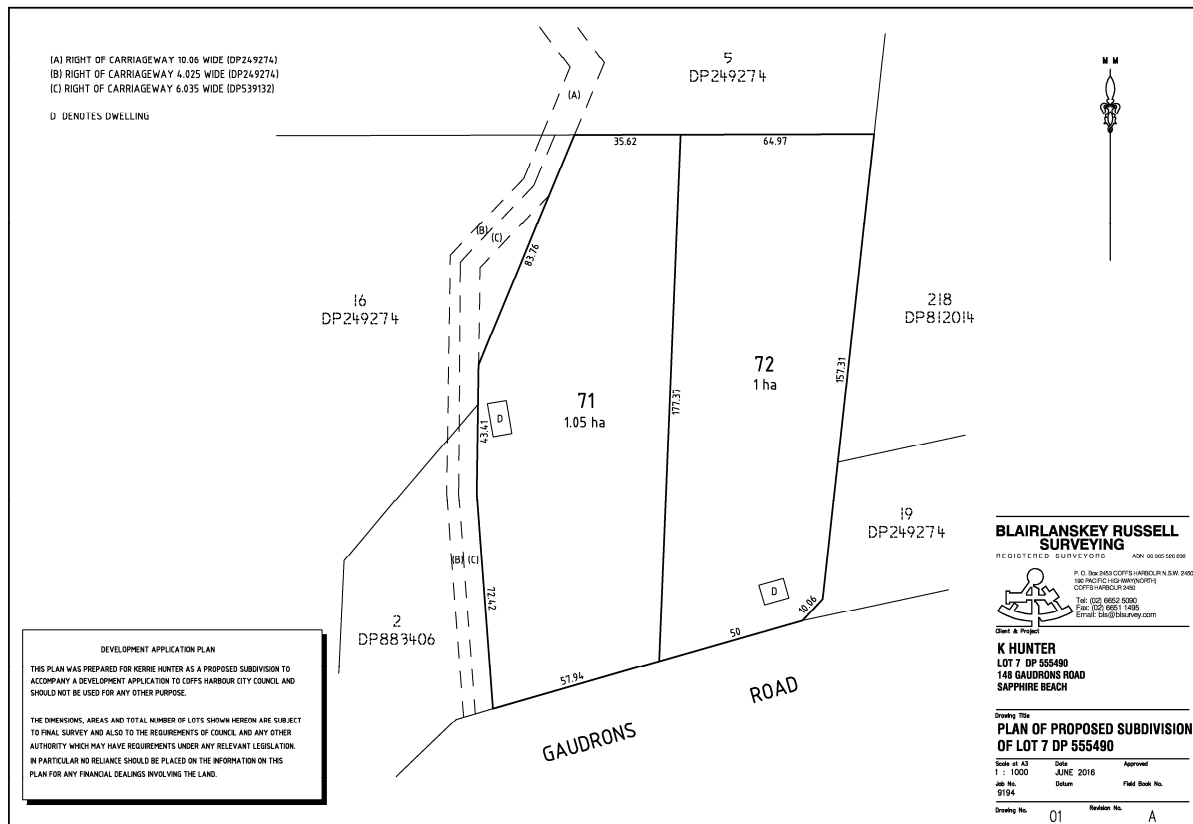 (A) RIGHT OF CARRIAGEWAY 10.06 WIDE (DP249274)
(B) RIGHT OF CARRIAGEWAY 4.025 WIDE (DP249274)
(C) RIGHT OF CARRIAGEWAY 6.035 WIDE (DP539132)
D DENOTES DWELLING
5
DP249274
M M
(A)
35.62
64.97
(B)
(C)
83.76
16
DP249274
218
DP812014
72
1 ha
157.31
71
1.05 ha
177.37
D
43.41
19
DP249274
(B) (C)
72.42
D
10.06
2
DP883406
50
57.94
GAUDRONS ROAD
DEVELOPMENT APPLICATION PLAN
THIS PLAN WAS PREPARED FOR KERRIE HUNTER AS A PROPOSED SUBDIVISION TO
ACCOMPANY A DEVELOPMENT APPLICATION TO COFFS HARBOUR CITY COUNCIL AND
SHOULD NOT BE USED FOR ANY OTHER PURPOSE.
THE DIMENSIONS, AREAS AND TOTAL NUMBER OF LOTS SHOWN HEREON ARE SUBJECT
TO FINAL SURVEY AND ALSO TO THE REQUIREMENTS OF COUNCIL AND ANY OTHER
AUTHORITY WHICH MAY HAVE REQUIREMENTS UNDER ANY RELEVANT LEGISLATION.
IN PARTICULAR NO RELIANCE SHOULD BE PLACED ON THE INFORMATION ON THIS
PLAN FOR ANY FINANCIAL DEALINGS INVOLVING THE LAND.
BLAIRLANSKEY RUSSELL
SURVEYING
REGISTERED SURVEYORS
P. O. Box 2453 COFFS HARBOUR N.S.W. 2450
190 PACIFIC HIGHWAY(NORTH)
COFFS HARBOUR 2450
Tel: (02) 6652 5090
Fax: (02) 6651 1495
Email: bls@blsurvey.com
Client & Project
K HUNTER
LOT 7 DP 555490
148 GAUDRONS ROAD
SAPPHIRE BEACH
Drawing Title
PLAN OF PROPOSED SUBDIVISION
OF LOT 7 DP 555490
Scale at A3 Date Approved
1 : 1000 JUNE 2016
Job No. Datum Field Book No.
9194
Drawing No. 01 Revision No. A